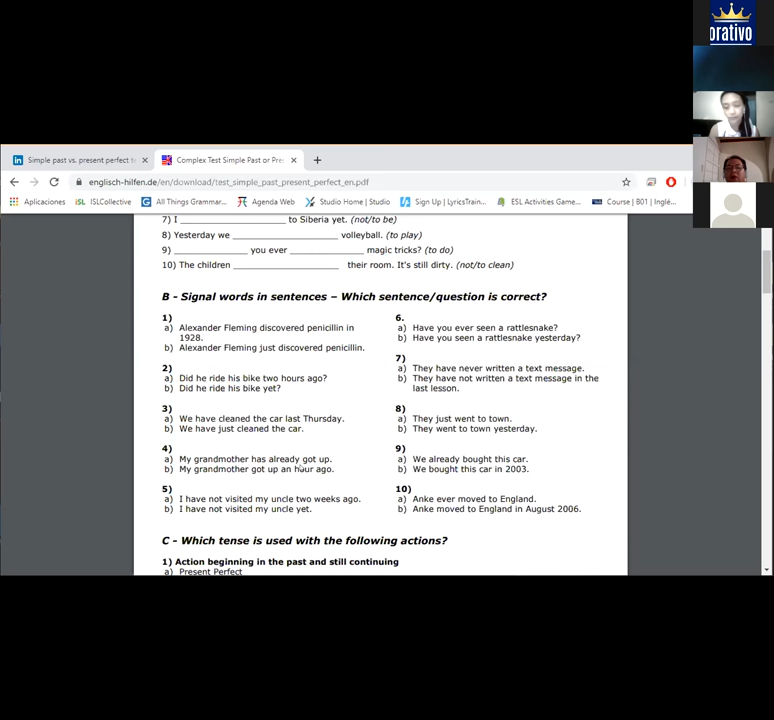 orativo
Simple past vs. present perfect t
Complex Test Simple Past or Pre
englisch-hilfen.de/en/download/test_simple_past_present_perfect_en.pdf
Aplicaciones iSL ISLCollective G All Things Grammar... Agenda Web Studio Home | Studio Sign Up | LyricsTrain... ESL Activities Game... Course | B01 | Inglé...
7) I ____________________ to Siberia yet. (not/to be)
8) Yesterday we ____________________ volleyball. (to play)
9) ______________ you ever ______________ magic tricks? (to do)
10) The children ____________________ their room. It's still dirty. (not/to clean)
B - Signal words in sentences – Which sentence/question is correct?
1)
a) Alexander Fleming discovered penicillin in
1928.
b) Alexander Fleming just discovered penicillin.
2)
a) Did he ride his bike two hours ago?
b) Did he ride his bike yet?
3)
a) We have cleaned the car last Thursday.
b) We have just cleaned the car.
4)
a) My grandmother has already got up.
b) My grandmother got up an hour ago.
5)
a) I have not visited my uncle two weeks ago.
b) I have not visited my uncle yet.
6.
a) Have you ever seen a rattlesnake?
b) Have you seen a rattlesnake yesterday?
7)
a) They have never written a text message.
b) They have not written a text message in the
last lesson.
8)
a) They just went to town.
b) They went to town yesterday.
9)
a) We already bought this car.
b) We bought this car in 2003.
10)
a) Anke ever moved to England.
b) Anke moved to England in August 2006.
C - Which tense is used with the following actions?
1) Action beginning in the past and still continuing
a) Present Perfect